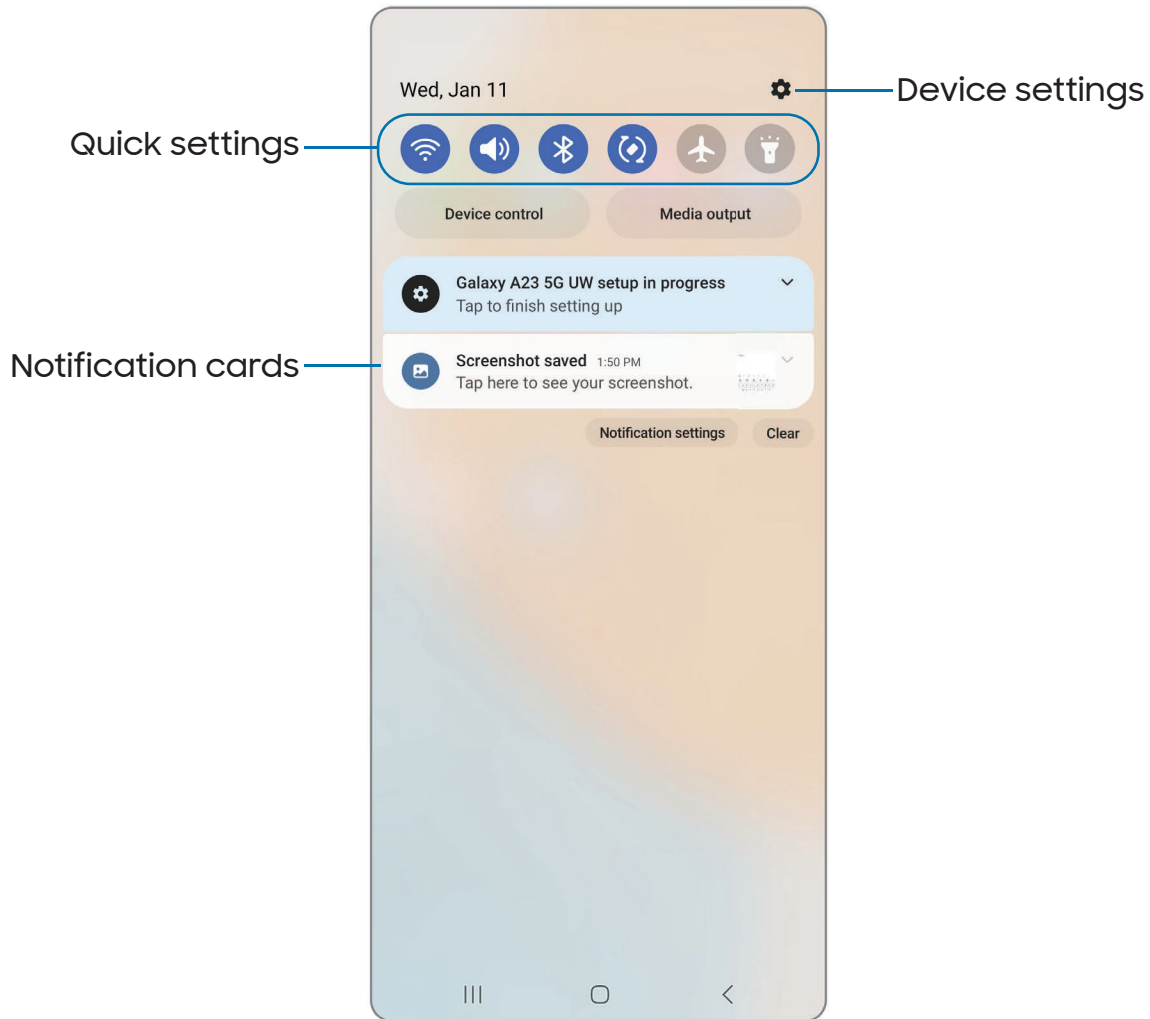 Wed, Jan 11
Device settings
Quick settings
Device control
Media output
Galaxy A23 5G UW setup in progress
Tap to finish setting up
Notification cards
Screenshot saved 1:50 PM
Tap here to see your screenshot.
Notification settings
Clear